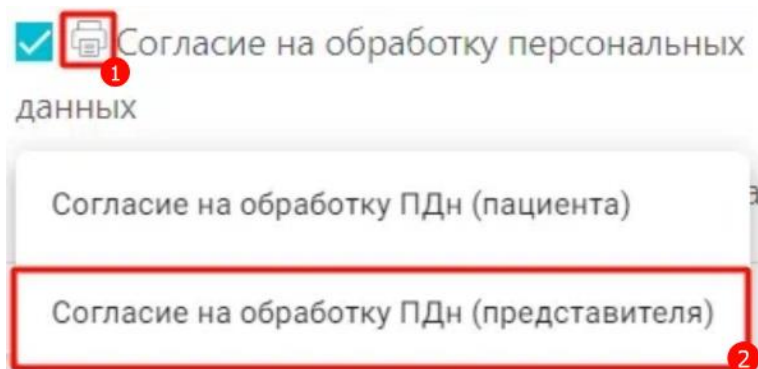 Согласие на обработку персональных
1
данных
Согласие на обработку ПДн (пациента)
Согласие на обработку ПДн (представителя)
2